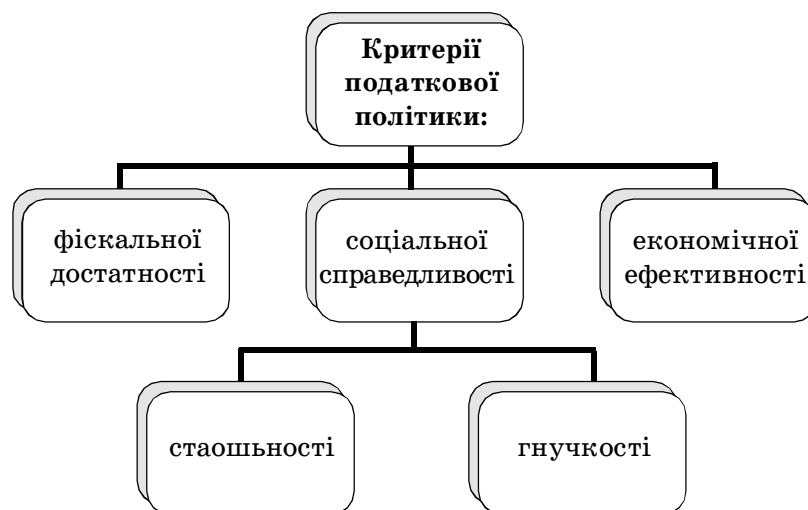 Критерії
податкової
політики:
фіскальної
достатності
соціальної
справедливості
економічної
ефективності
стаошьності
гнучкості